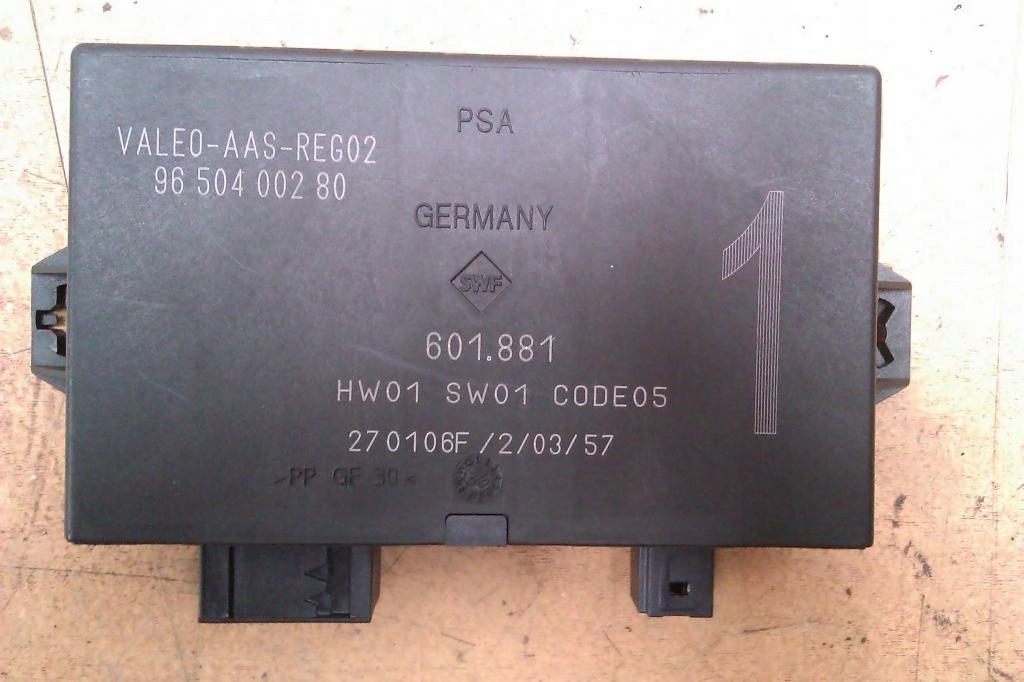 PSA
VALEO-AAS-REG02
96 504 002 80
GERMANY
SWF
1
601.881
HW01 SW01 CODE05
270106F/2/03/57
>PP GF 30<